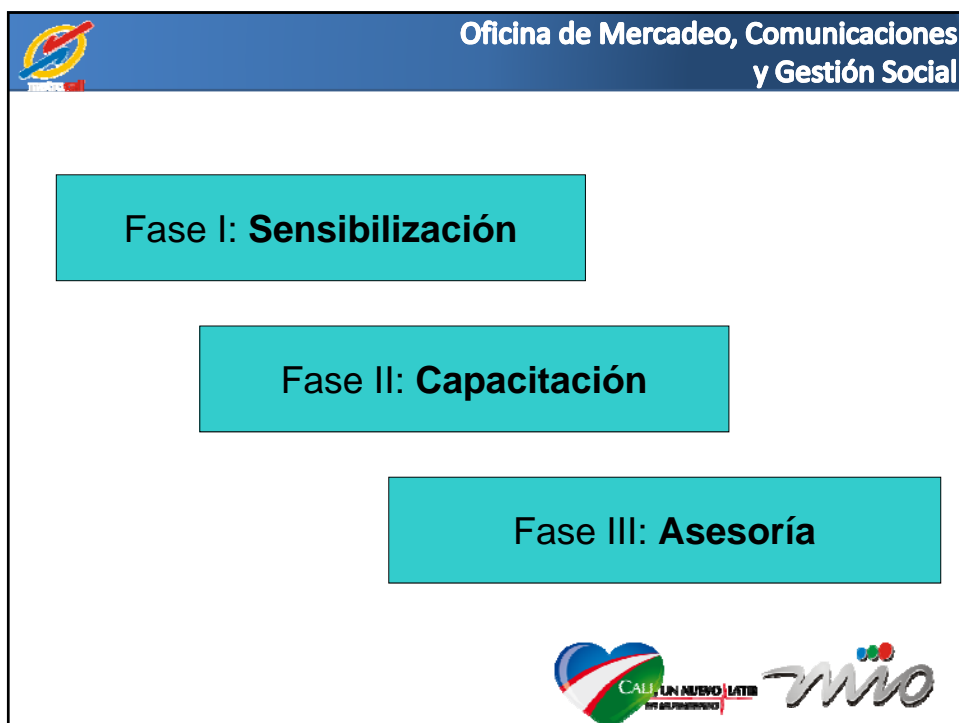 Oficina de Mercadeo, Comunicaciones
y Gestión Social
Fase I: Sensibilización
Fase II: Capacitación
Fase III: Asesoría
CALI UN NUEVO LATIR
mio